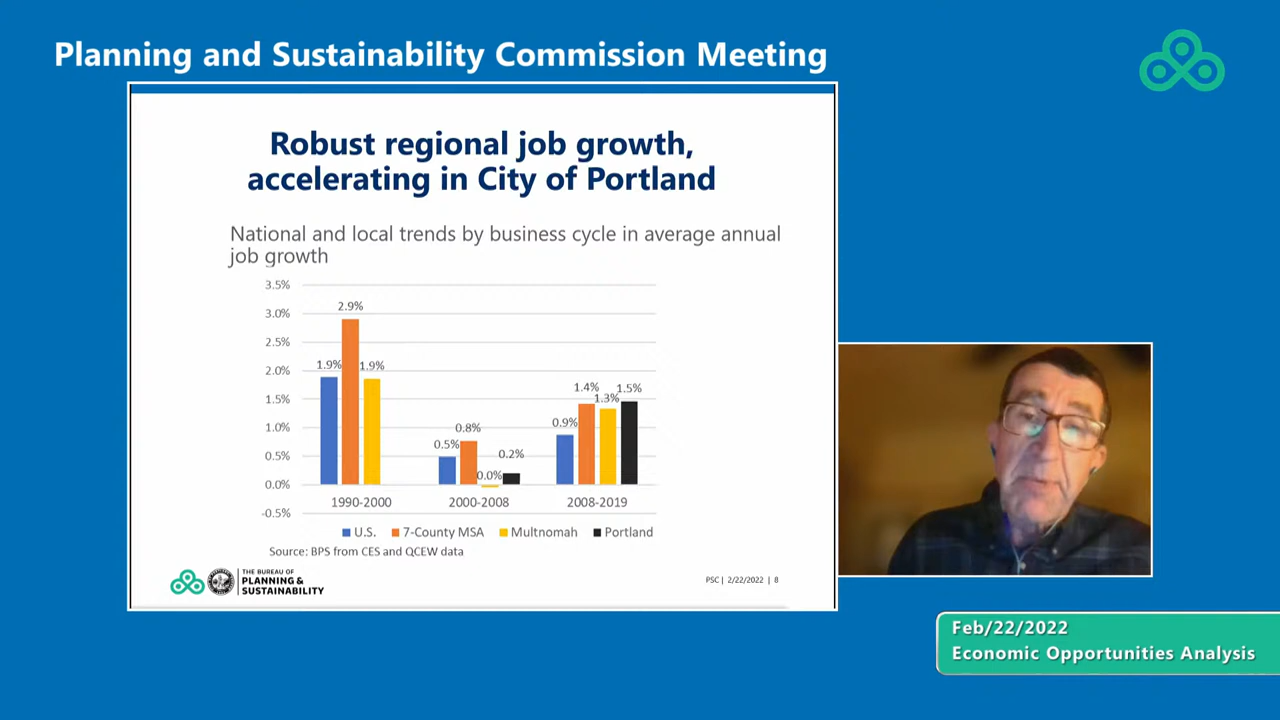 Planning and Sustainability Commission Meeting
Robust regional job growth,
accelerating in City of Portland
National and local trends by business cycle in average annual
job growth
3.5%
3.0%
2.5%
2.0%
1.5%
1.0%
0.5%
0.0%
-0.5%
1.9%
2.9%
1.9%
0.5%
0.8%
0.0%
0.2%
0.9%
1.4%
1.3%
1.5%
1990-2000
2000-2008
2008-2019
U.S.
7-County MSA
Multnomah
Portland
Source: BPS from CES and QCEW data
THE BUREAU OF
PLANNING &
SUSTAINABILITY
PSC | 2/22/2022 | 8
Feb/22/2022
Economic Opportunities Analysis